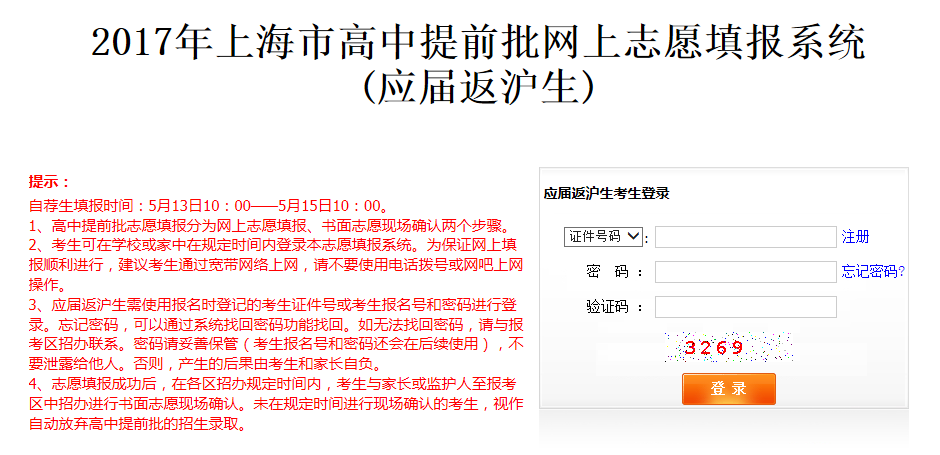 2017年上海市高中提前批网上志愿填报系统
(应届返沪生)
提示：
自荐生填报时间：5月13日10：00——5月15日10：00。
1、高中提前批志愿填报分为网上志愿填报、书面志愿现场确认两个步骤。
2、考生可在学校或家中在规定时间内登录本志愿填报系统。为保证网上填
报顺利进行，建议考生通过宽带网络上网，请不要使用电话拨号或网吧上网
操作。
3、应届返沪生需使用报名时登记的考生证件号或考生报名号和密码进行登
录。忘记密码，可以通过系统找回密码功能找回。如无法找回密码，请与报
考区招办联系。密码请妥善保管（考生报名号和密码还会在后续使用），不
要泄露给他人。否则，产生的后果由考生和家长自负。
4、志愿填报成功后，在各区招办规定时间内，考生与家长或监护人至报考
区中招办进行书面志愿现场确认。未在规定时间进行现场确认的考生，视作
自动放弃高中提前批的招生录取。
应届返沪生考生登录
证件号码 : 注册
密 码 ： 忘记密码?
验证码 ：
3269
登 录